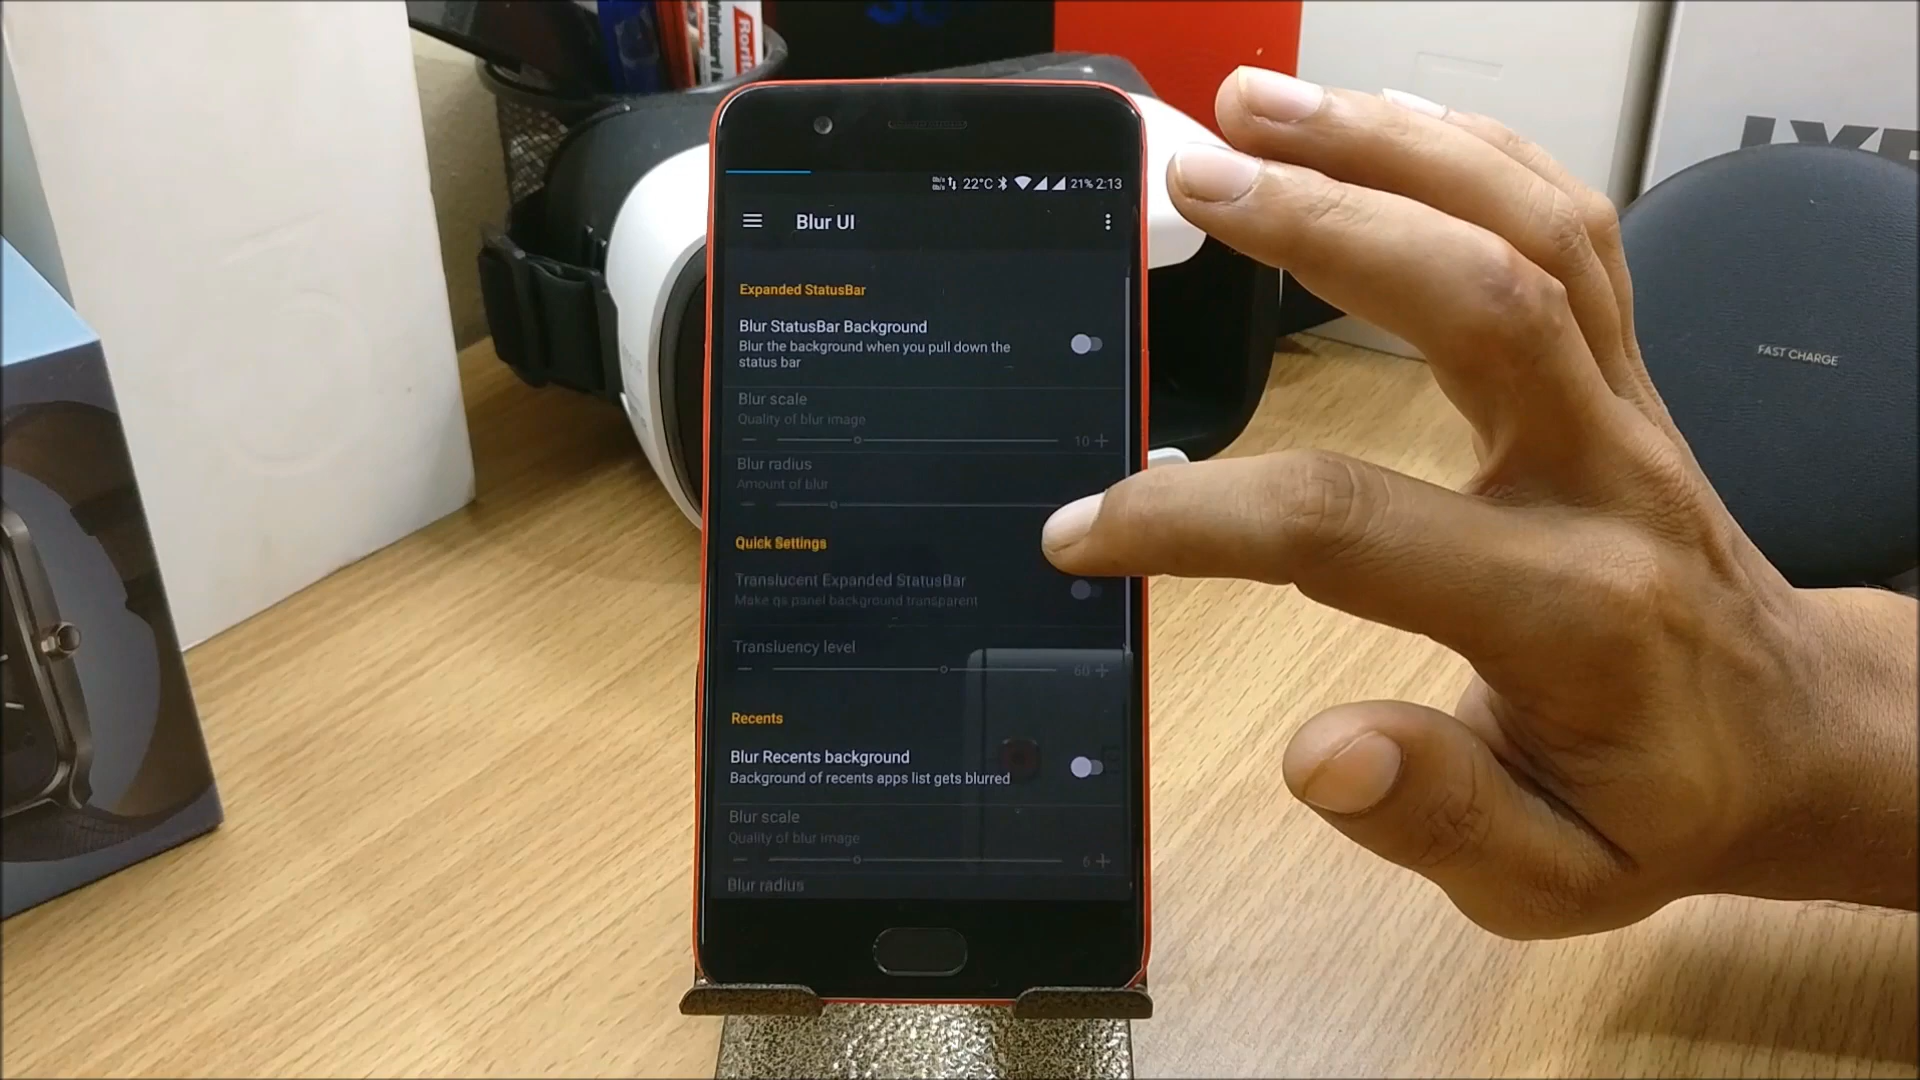 22°C 21% 2:13
Blur UI
Expanded StatusBar
Blur StatusBar Background
Blur the background when you pull down the
status bar
Blur scale
Quality of blur image
10
Blur radius
Amount of blur
Quick Settings
Translucent Expanded StatusBar
Make qs panel background transparent
Transluency level
60
Recents
Blur Recents background
Background of recents apps list gets blurred
Blur scale
Quality of blur image
6
Blur radius
FAST CHARGE